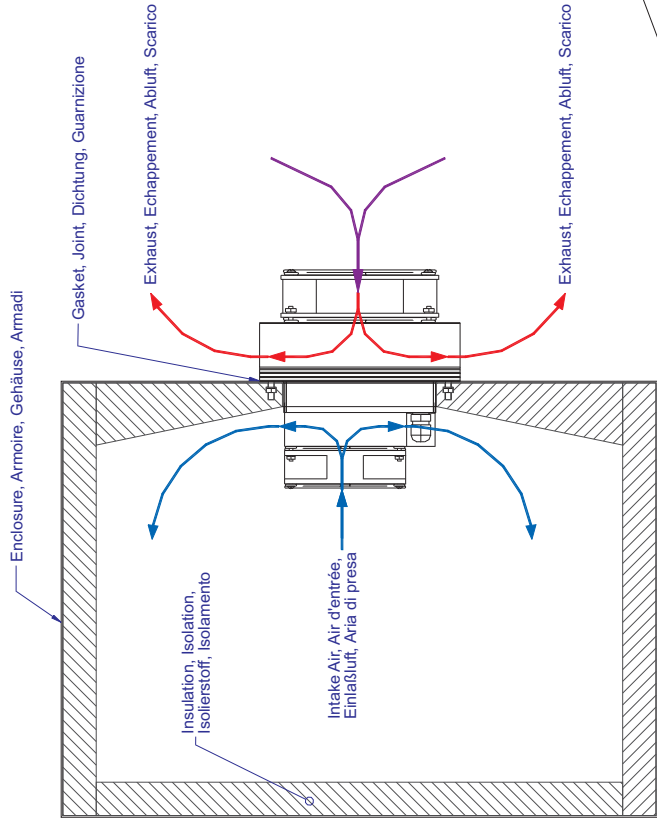 Enclosure, Armoire, Gehäuse, Armadi
Gasket, Joint, Dichtung, Guarnizione
Exhaust, Echappement, Abluft, Scarico
Insulation, Isolation,
Isolierstoff, Isolamento
Intake Air, Air d'entrée,
Einlaßluft, Aria di presa
Exhaust, Echappement, Abluft, Scarico